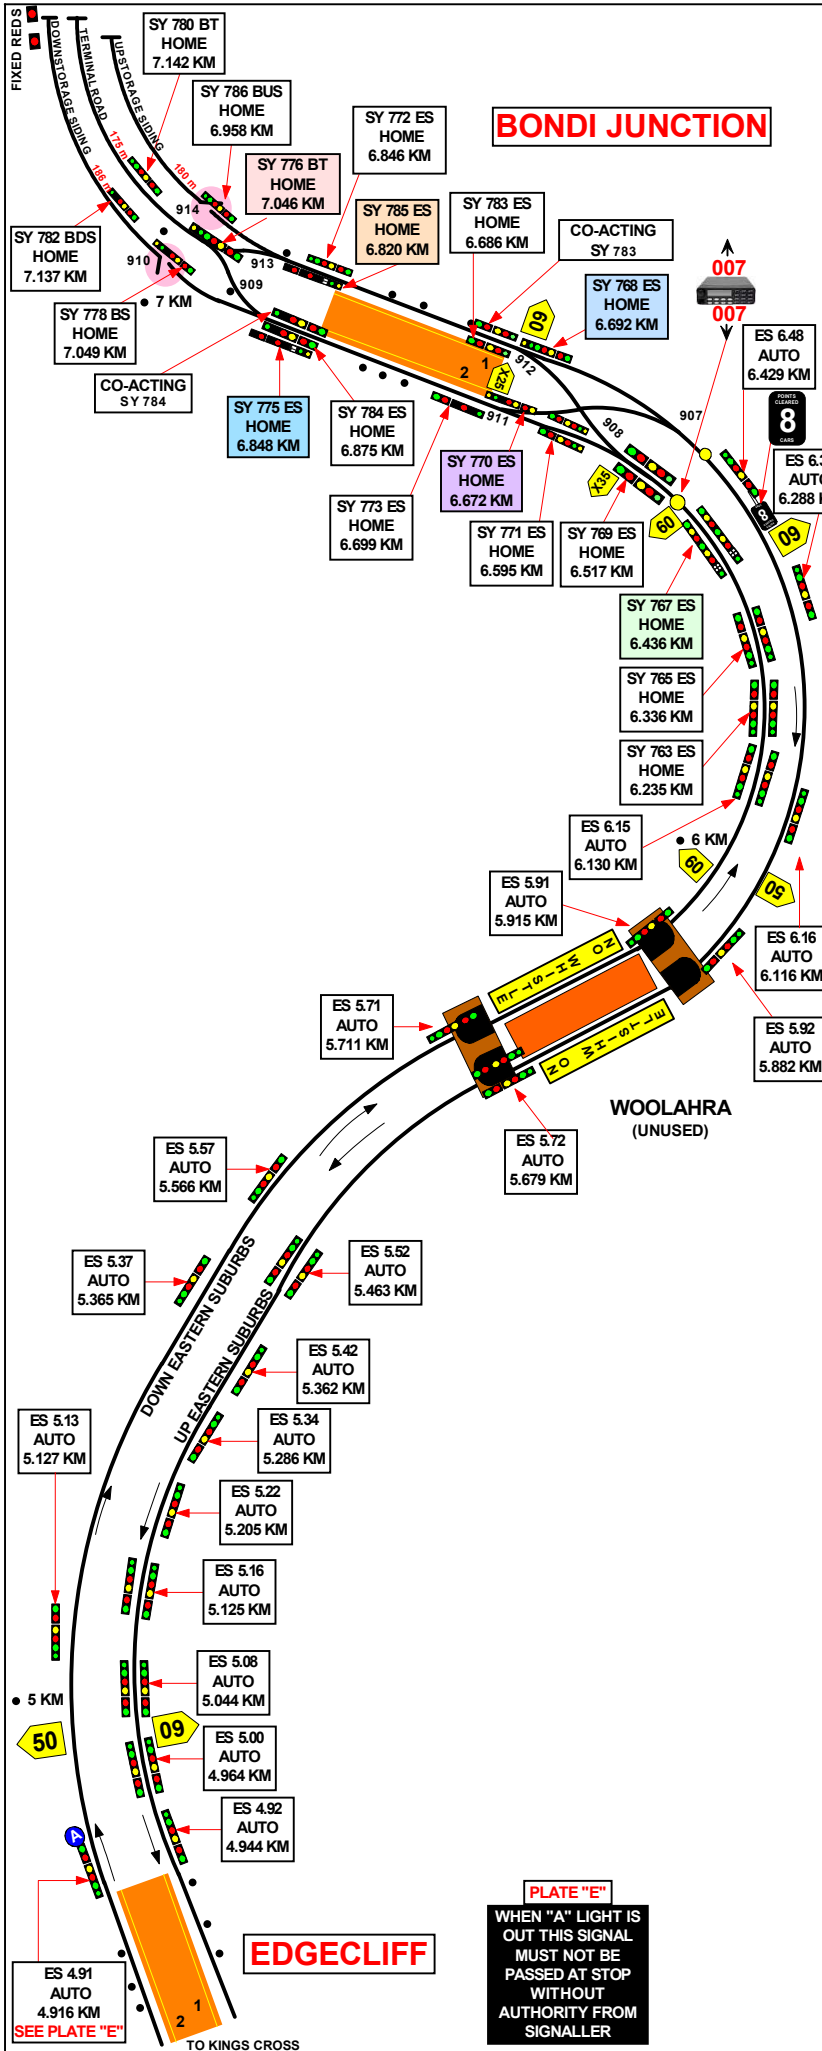 FIXED REDS
DOWNSTORAGE SIDING
TERMINAL ROAD
UPSTORAGE SIDING
SY 780 BT
HOME
7.142 KM
SY 786 BUS
HOME
6.958 KM
SY 772 ES
HOME
6.846 KM
BONDI JUNCTION
175 m
180 m
186 m
SY 776 BT
HOME
7.046 KM
SY 785 ES
HOME
6.820 KM
SY 783 ES
HOME
6.686 KM
CO-ACTING
SY 783
007
007
SY 782 BDS
HOME
7.137 KM
914
910
913
909
7 KM
SY 778 BS
HOME
7.049 KM
60
SY 768 ES
HOME
6.692 KM
ES 6.48
AUTO
6.429 KM
CO-ACTING
SY 784
1
2
912
X25
911
907
908
POINTS
CLEARED
8
CARS
SY 775 ES
HOME
6.848 KM
SY 784 ES
HOME
6.875 KM
SY 770 ES
HOME
6.672 KM
X35
8
60
ES 6.3
AUTO
6.288
SY 773 ES
HOME
6.699 KM
SY 771 ES
HOME
6.595 KM
SY 769 ES
HOME
6.517 KM
60
SY 767 ES
HOME
6.436 KM
SY 765 ES
HOME
6.336 KM
SY 763 ES
HOME
6.235 KM
ES 6.15
AUTO
6.130 KM
6 KM
60
50
ES 5.91
AUTO
5.915 KM
ES 6.16
AUTO
6.116 KM
NO WHISTLE
NO WHISTLE
ES 5.71
AUTO
5.711 KM
ES 5.92
AUTO
5.882 KM
WOOLAHRA
(UNUSED)
ES 5.72
AUTO
5.679 KM
ES 5.57
AUTO
5.566 KM
ES 5.37
AUTO
5.365 KM
ES 5.52
AUTO
5.463 KM
DOWN EASTERN SUBURBS
UP EASTERN SUBURBS
ES 5.42
AUTO
5.362 KM
ES 5.13
AUTO
5.127 KM
ES 5.34
AUTO
5.286 KM
ES 5.22
AUTO
5.205 KM
ES 5.16
AUTO
5.125 KM
ES 5.08
AUTO
5.044 KM
5 KM
50
60
ES 5.00
AUTO
4.964 KM
ES 4.92
AUTO
4.944 KM
A
EDGECLIFF
ES 4.91
AUTO
4.916 KM
SEE PLATE "E"
1
2
TO KINGS CROSS
PLATE "E"
WHEN "A" LIGHT IS
OUT THIS SIGNAL
MUST NOT BE
PASSED AT STOP
WITHOUT
AUTHORITY FROM
SIGNALLER